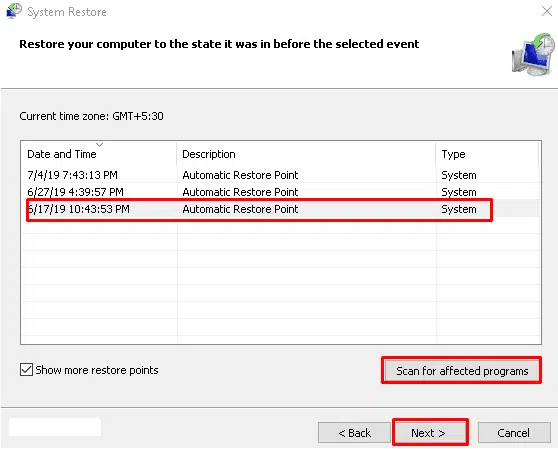 System Restore
Restore your computer to the state it was in before the selected event
Current time zone: GMT+5:30
Date and Time Description Type
7/4/19 7:43:13 PM Automatic Restore Point System
6/27/19 4:39:57 PM Automatic Restore Point System
6/17/19 10:43:53 PM Automatic Restore Point System
Show more restore points Scan for affected programs
< Back Next > Cancel